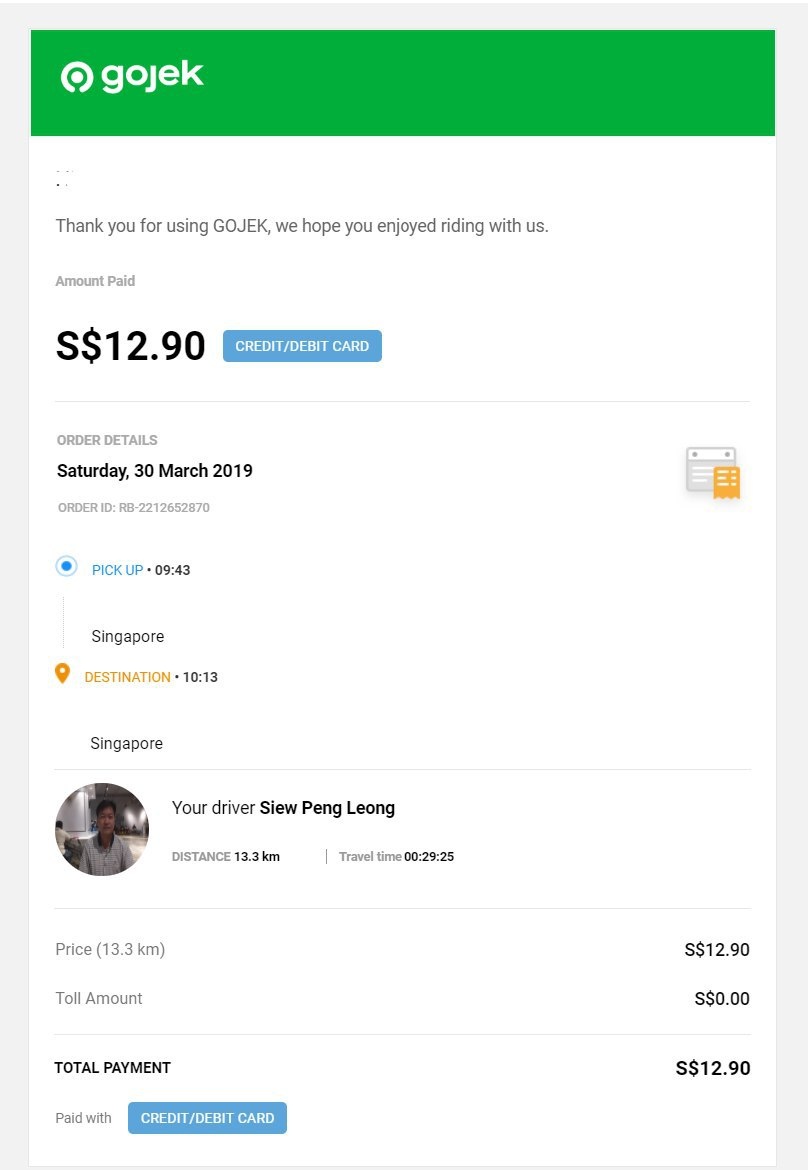 gojek
Thank you for using GOJEK, we hope you enjoyed riding with us.
Amount Paid
S$12.90 CREDIT/DEBIT CARD
ORDER DETAILS
Saturday, 30 March 2019
ORDER ID: RB-2212652870
PICK UP • 09:43
Singapore
DESTINATION • 10:13
Singapore
Your driver Siew Peng Leong
DISTANCE 13.3 km | Travel time 00:29:25
Price (13.3 km) S$12.90
Toll Amount S$0.00
TOTAL PAYMENT S$12.90
Paid with CREDIT/DEBIT CARD